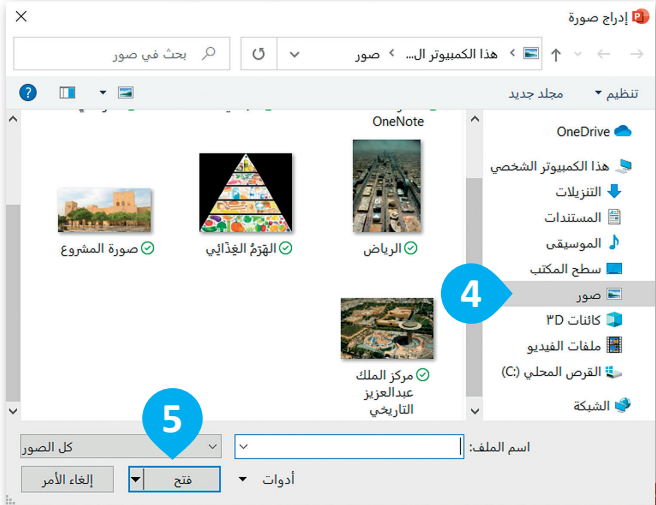 إدراج صورة
هذا الكمبيوتر ال... › صور
بحث في صور
تنظيم
مجلد جديد
OneDrive
هذا الكمبيوتر الشخصي
التنزيلات
المستندات
الموسيقى
سطح المكتب
صور
كائنات ٣D
ملفات الفيديو
القرص المحلي (C:)
الشبكة
4
OneNote
الرياض
الهَرَمُ الغِذَائِي
صورة المشروع
مركز الملك
عبدالعزيز
التاريخي
5
اسم الملف:
كل الصور
أدوات
فتح
إلغاء الأمر